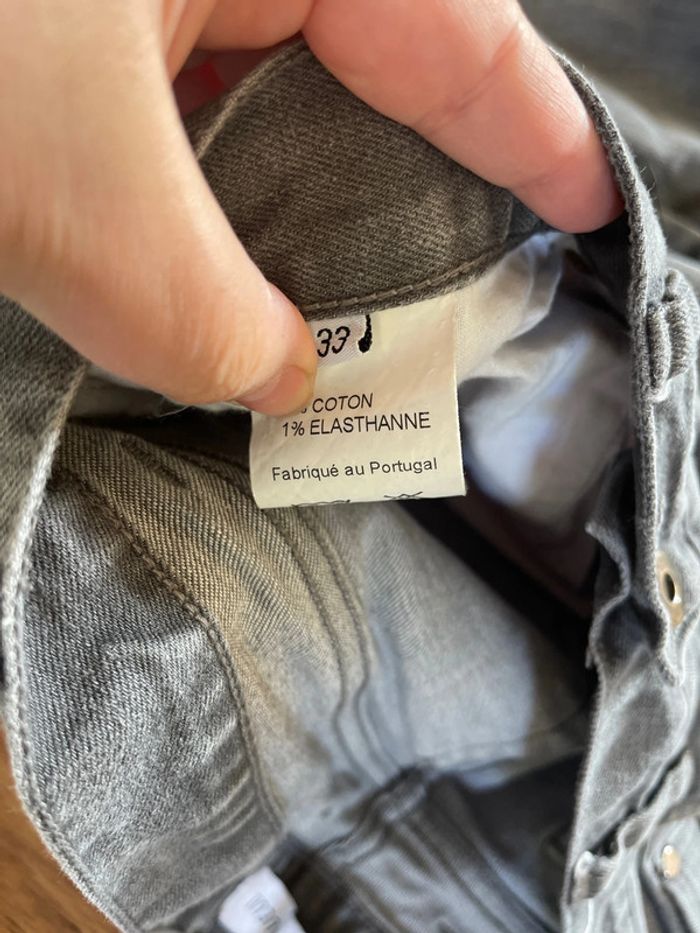 33
% COTON
1% ELASTHANNE
Fabriqué au Portugal